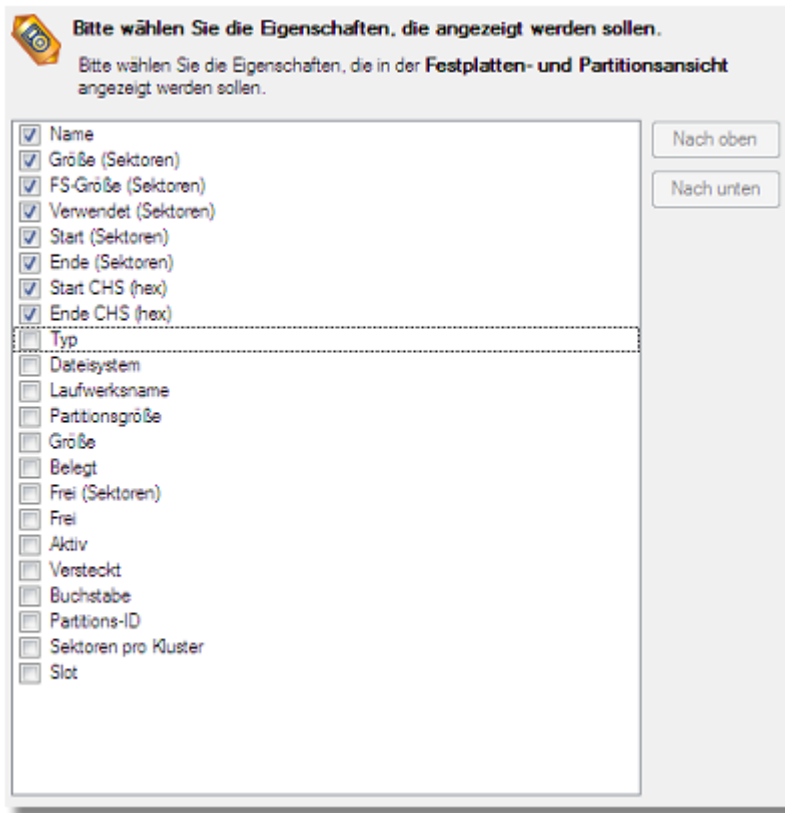 Bitte wählen Sie die Eigenschaften, die angezeigt werden sollen.
Bitte wählen Sie die Eigenschaften, die in der Festplatten- und Partitionsansicht
angezeigt werden sollen.
Name
Größe (Sektoren)
FS-Größe (Sektoren)
Verwendet (Sektoren)
Start (Sektoren)
Ende (Sektoren)
Start CHS (hex)
Ende CHS (hex)
Typ
Dateisystem
Laufwerksname
Partitionsgröße
Größe
Belegt
Frei (Sektoren)
Frei
Aktiv
Versteckt
Buchstabe
Partitions-ID
Sektoren pro Kluster
Slot
Nach oben
Nach unten